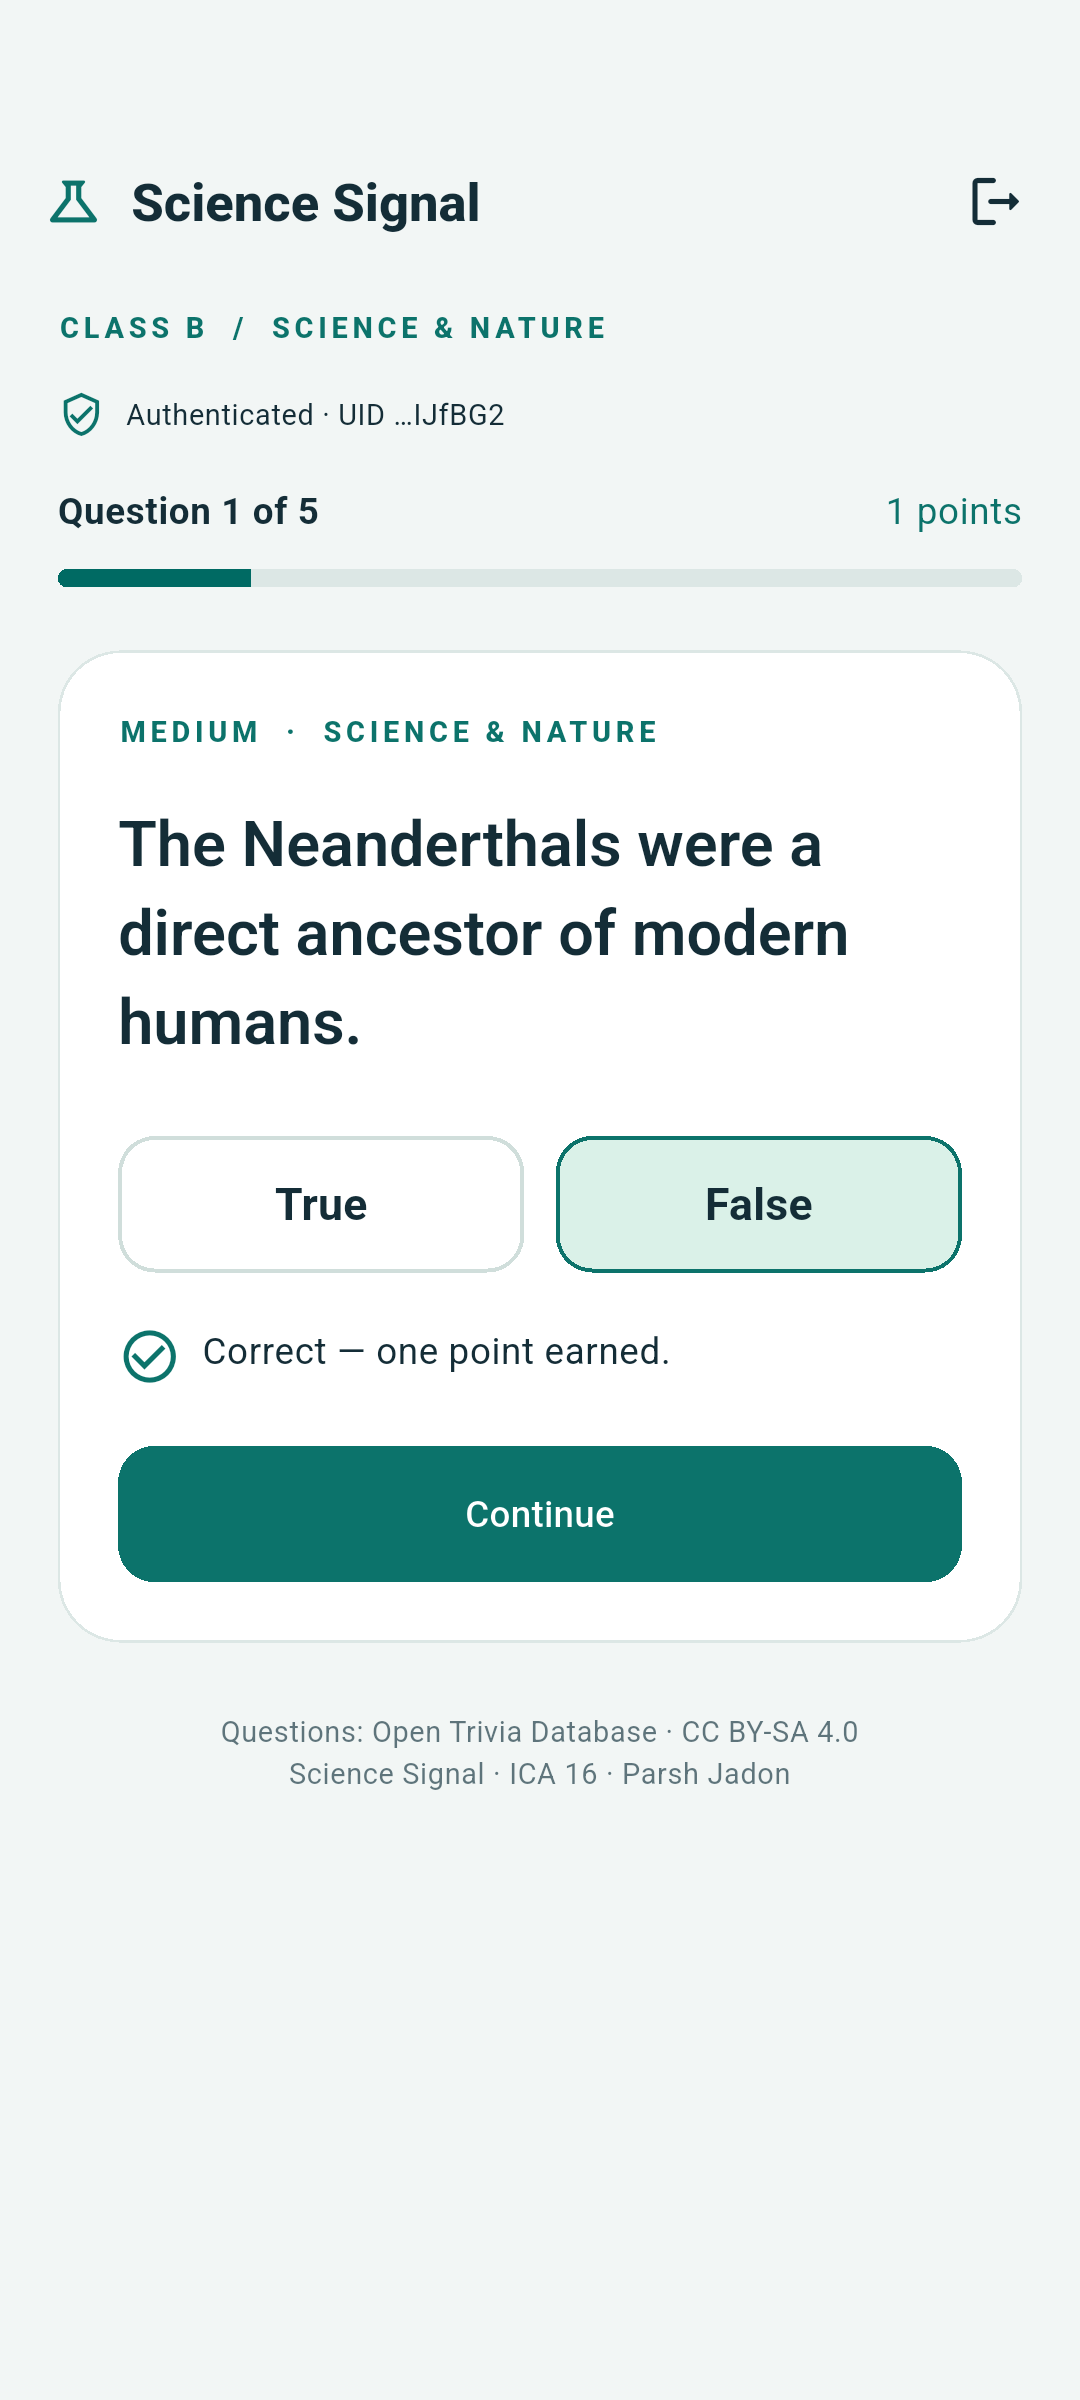 Science Signal
CLASS B / SCIENCE & NATURE
Authenticated · UID …IJfBG2
Question 1 of 5
1 points
MEDIUM · SCIENCE & NATURE
The Neanderthals were a
direct ancestor of modern
humans.
True
False
Correct — one point earned.
Continue
Questions: Open Trivia Database · CC BY-SA 4.0
Science Signal · ICA 16 · Parsh Jadon